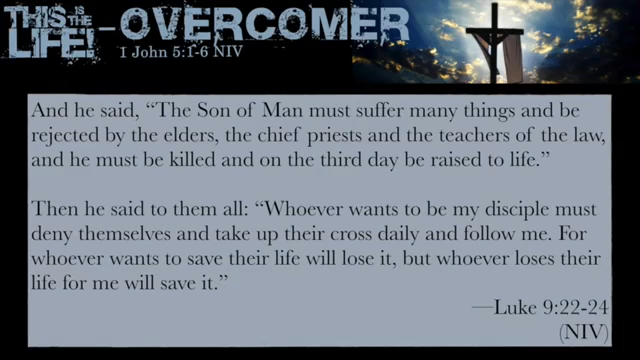 THIS IS THE LIFE! – OVERCOMER
1 John 5:1-6 NIV
And he said, “The Son of Man must suffer many things and be
rejected by the elders, the chief priests and the teachers of the law,
and he must be killed and on the third day be raised to life.”
Then he said to them all: “Whoever wants to be my disciple must
deny themselves and take up their cross daily and follow me. For
whoever wants to save their life will lose it, but whoever loses their
life for me will save it.”
—Luke 9:22-24
(NIV)